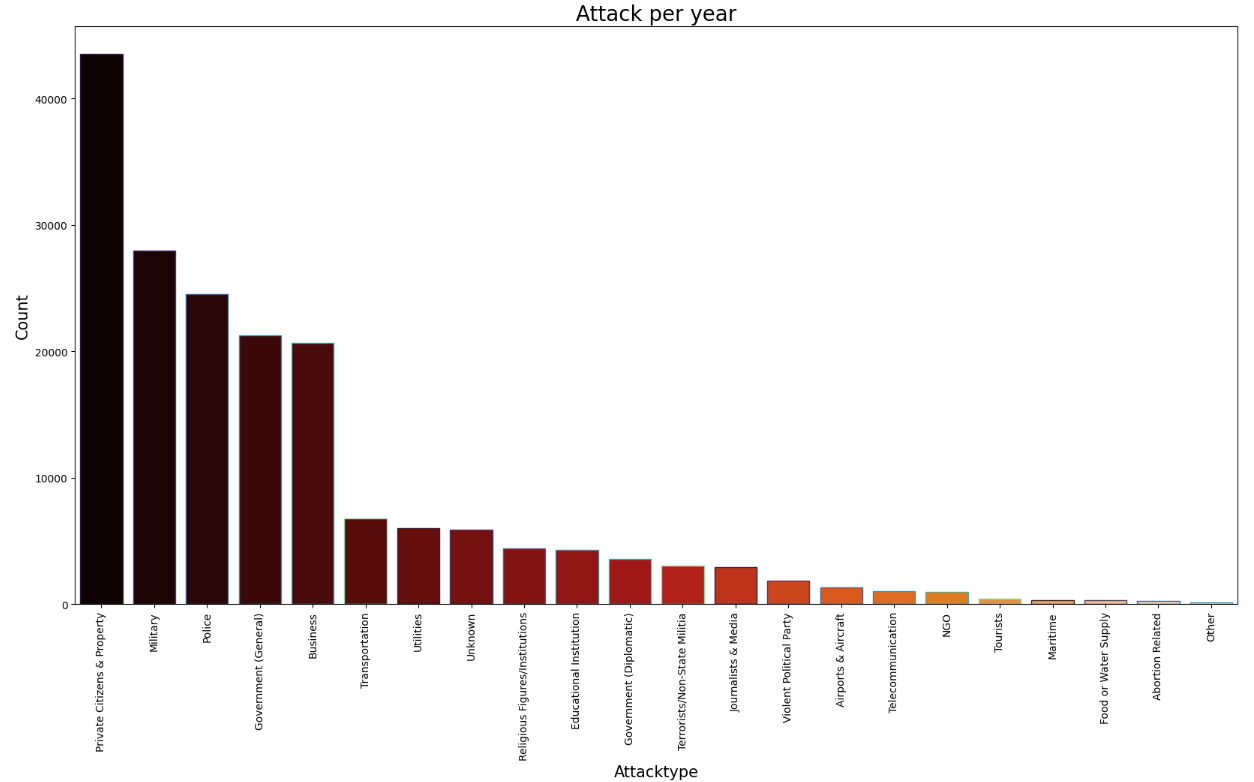 Attack per year
Count
40000
30000
20000
10000
0
Private Citizens & Property
Military
Police
Government (General)
Business
Transportation
Utilities
Unknown
Religious Figures/Institutions
Educational Institution
Government (Diplomatic)
Terrorists/Non-State Militia
Journalists & Media
Violent Political Party
Airports & Aircraft
Telecommunication
NGO
Tourists
Maritime
Food or Water Supply
Abortion Related
Other
Attacktype